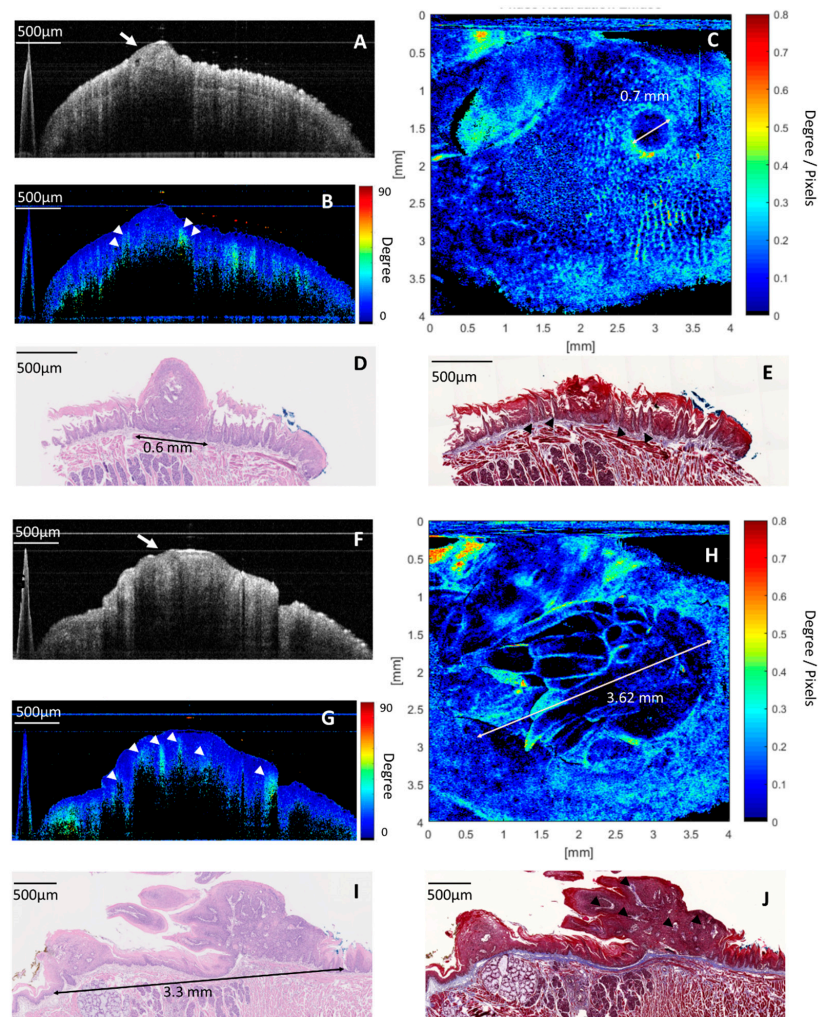 500µm
A
500µm
B
90
Degree
0
0
0.5
1
1.5
2
2.5
3
3.5
4
[mm]
0 0.5 1 1.5 2 2.5 3 3.5 4
[mm]
C
0.7 mm
0.8
0.7
0.6
0.5
0.4
0.3
0.2
0.1
0
Degree / Pixels
500µm
D
0.6 mm
500µm
E
500µm
F
500µm
G
90
Degree
0
0
0.5
1
1.5
2
2.5
3
3.5
4
[mm]
0 0.5 1 1.5 2 2.5 3 3.5 4
[mm]
H
3.62 mm
0.8
0.7
0.6
0.5
0.4
0.3
0.2
0.1
0
Degree / Pixels
500µm
I
3.3 mm
500µm
J